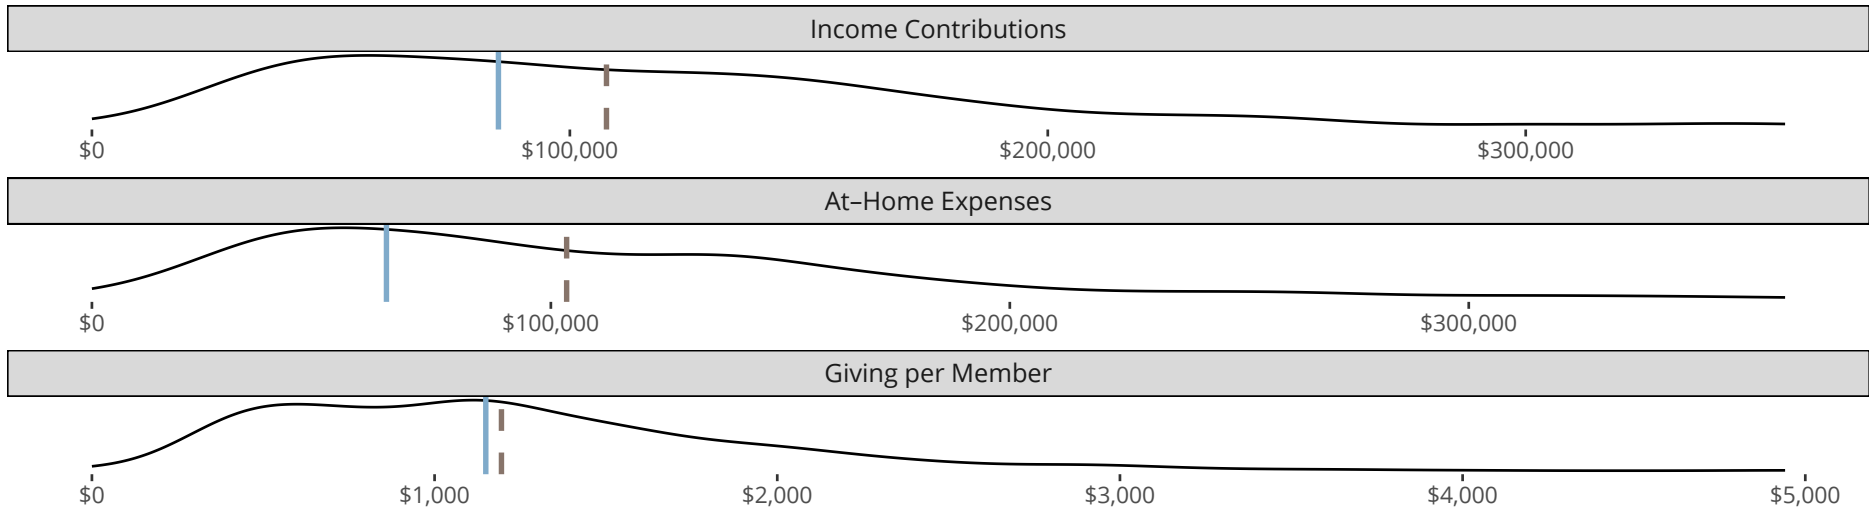 Income Contributions
$0 $100,000 $200,000 $300,000
At–Home Expenses
$0 $100,000 $200,000 $300,000
Giving per Member
$0 $1,000 $2,000 $3,000 $4,000 $5,000